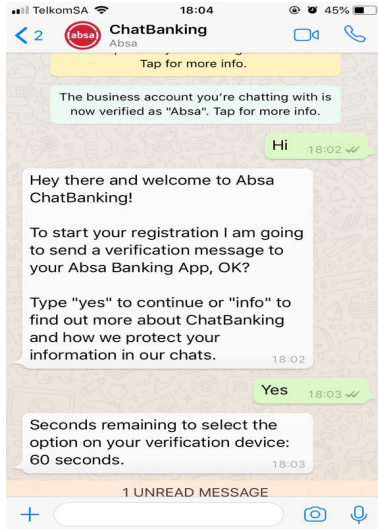 TelkomSA 18:04 45%
2 absa ChatBanking
Absa
Tap for more info.
The business account you're chatting with is
now verified as "Absa". Tap for more info.
Hi 18:02
Hey there and welcome to Absa
ChatBanking!
To start your registration I am going
to send a verification message to
your Absa Banking App, OK?
Type "yes" to continue or "info" to
find out more about ChatBanking
and how we protect your
information in our chats. 18:02
Yes 18:03
Seconds remaining to select the
option on your verification device:
60 seconds. 18:03
1 UNREAD MESSAGE